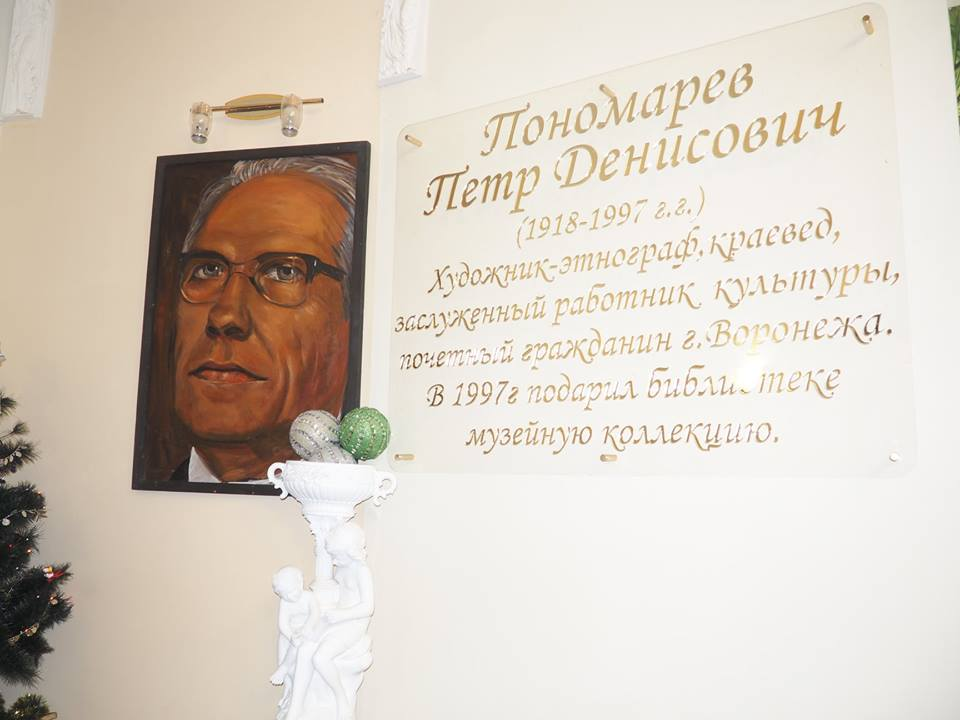 Пономарев
Петр Денисович
(1918-1997 г.г.)
Художник-этнограф, краевед,
заслуженный работник культуры,
почетный гражданин г. Воронежа.
В 1997г подарил библиотеке
музейную коллекцию.